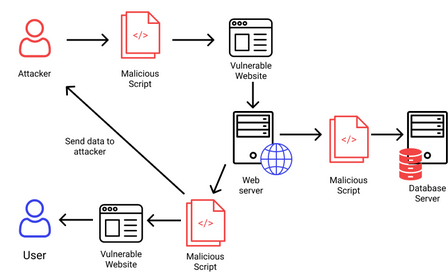 Attacker
Malicious
Script
Vulnerable
Website
</>
Send data to
attacker
Web
server
</>
Malicious
Script
Database
Server
</>
User
Vulnerable
Website
</>
Malicious
Script